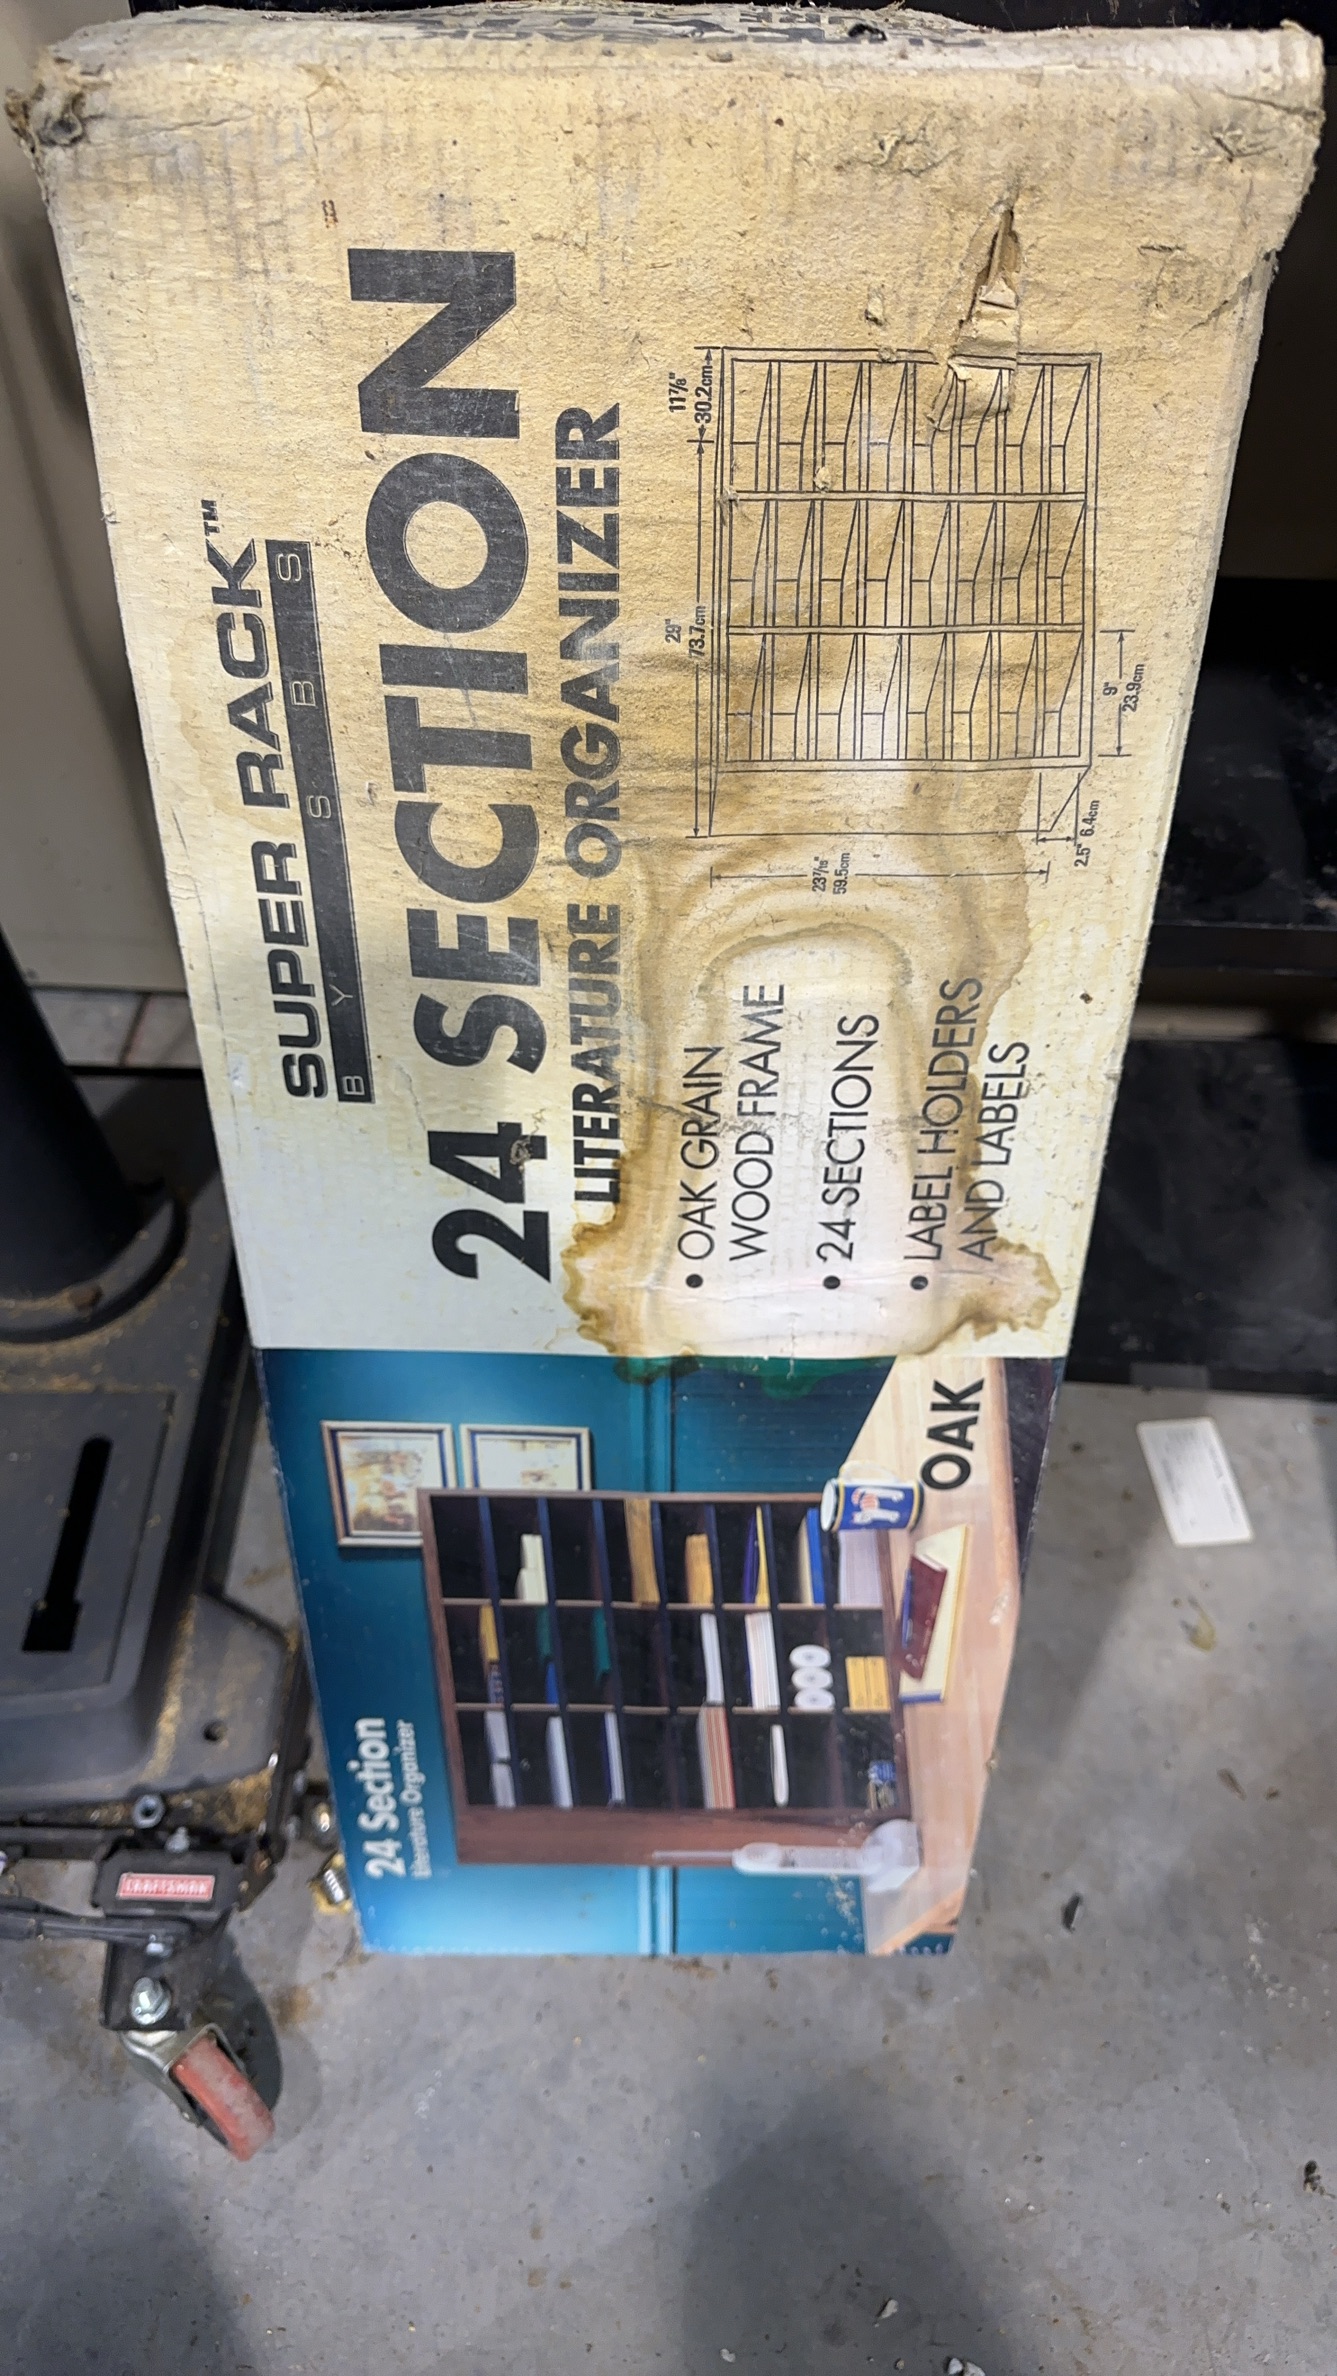 SUPER RACK™
BY SSBBS
24 SECTION
LITERATURE ORGANIZER
• OAK GRAIN
WOOD FRAME
• 24 SECTIONS
• LABEL HOLDERS
AND LABELS
29"
73.7cm
11⅞"
30.2cm
23⁷/₁₆"
59.5cm
9"
23.9cm
2.5" 6.4cm
24 Section
Literature Organizer
OAK
CRAFTSMAN